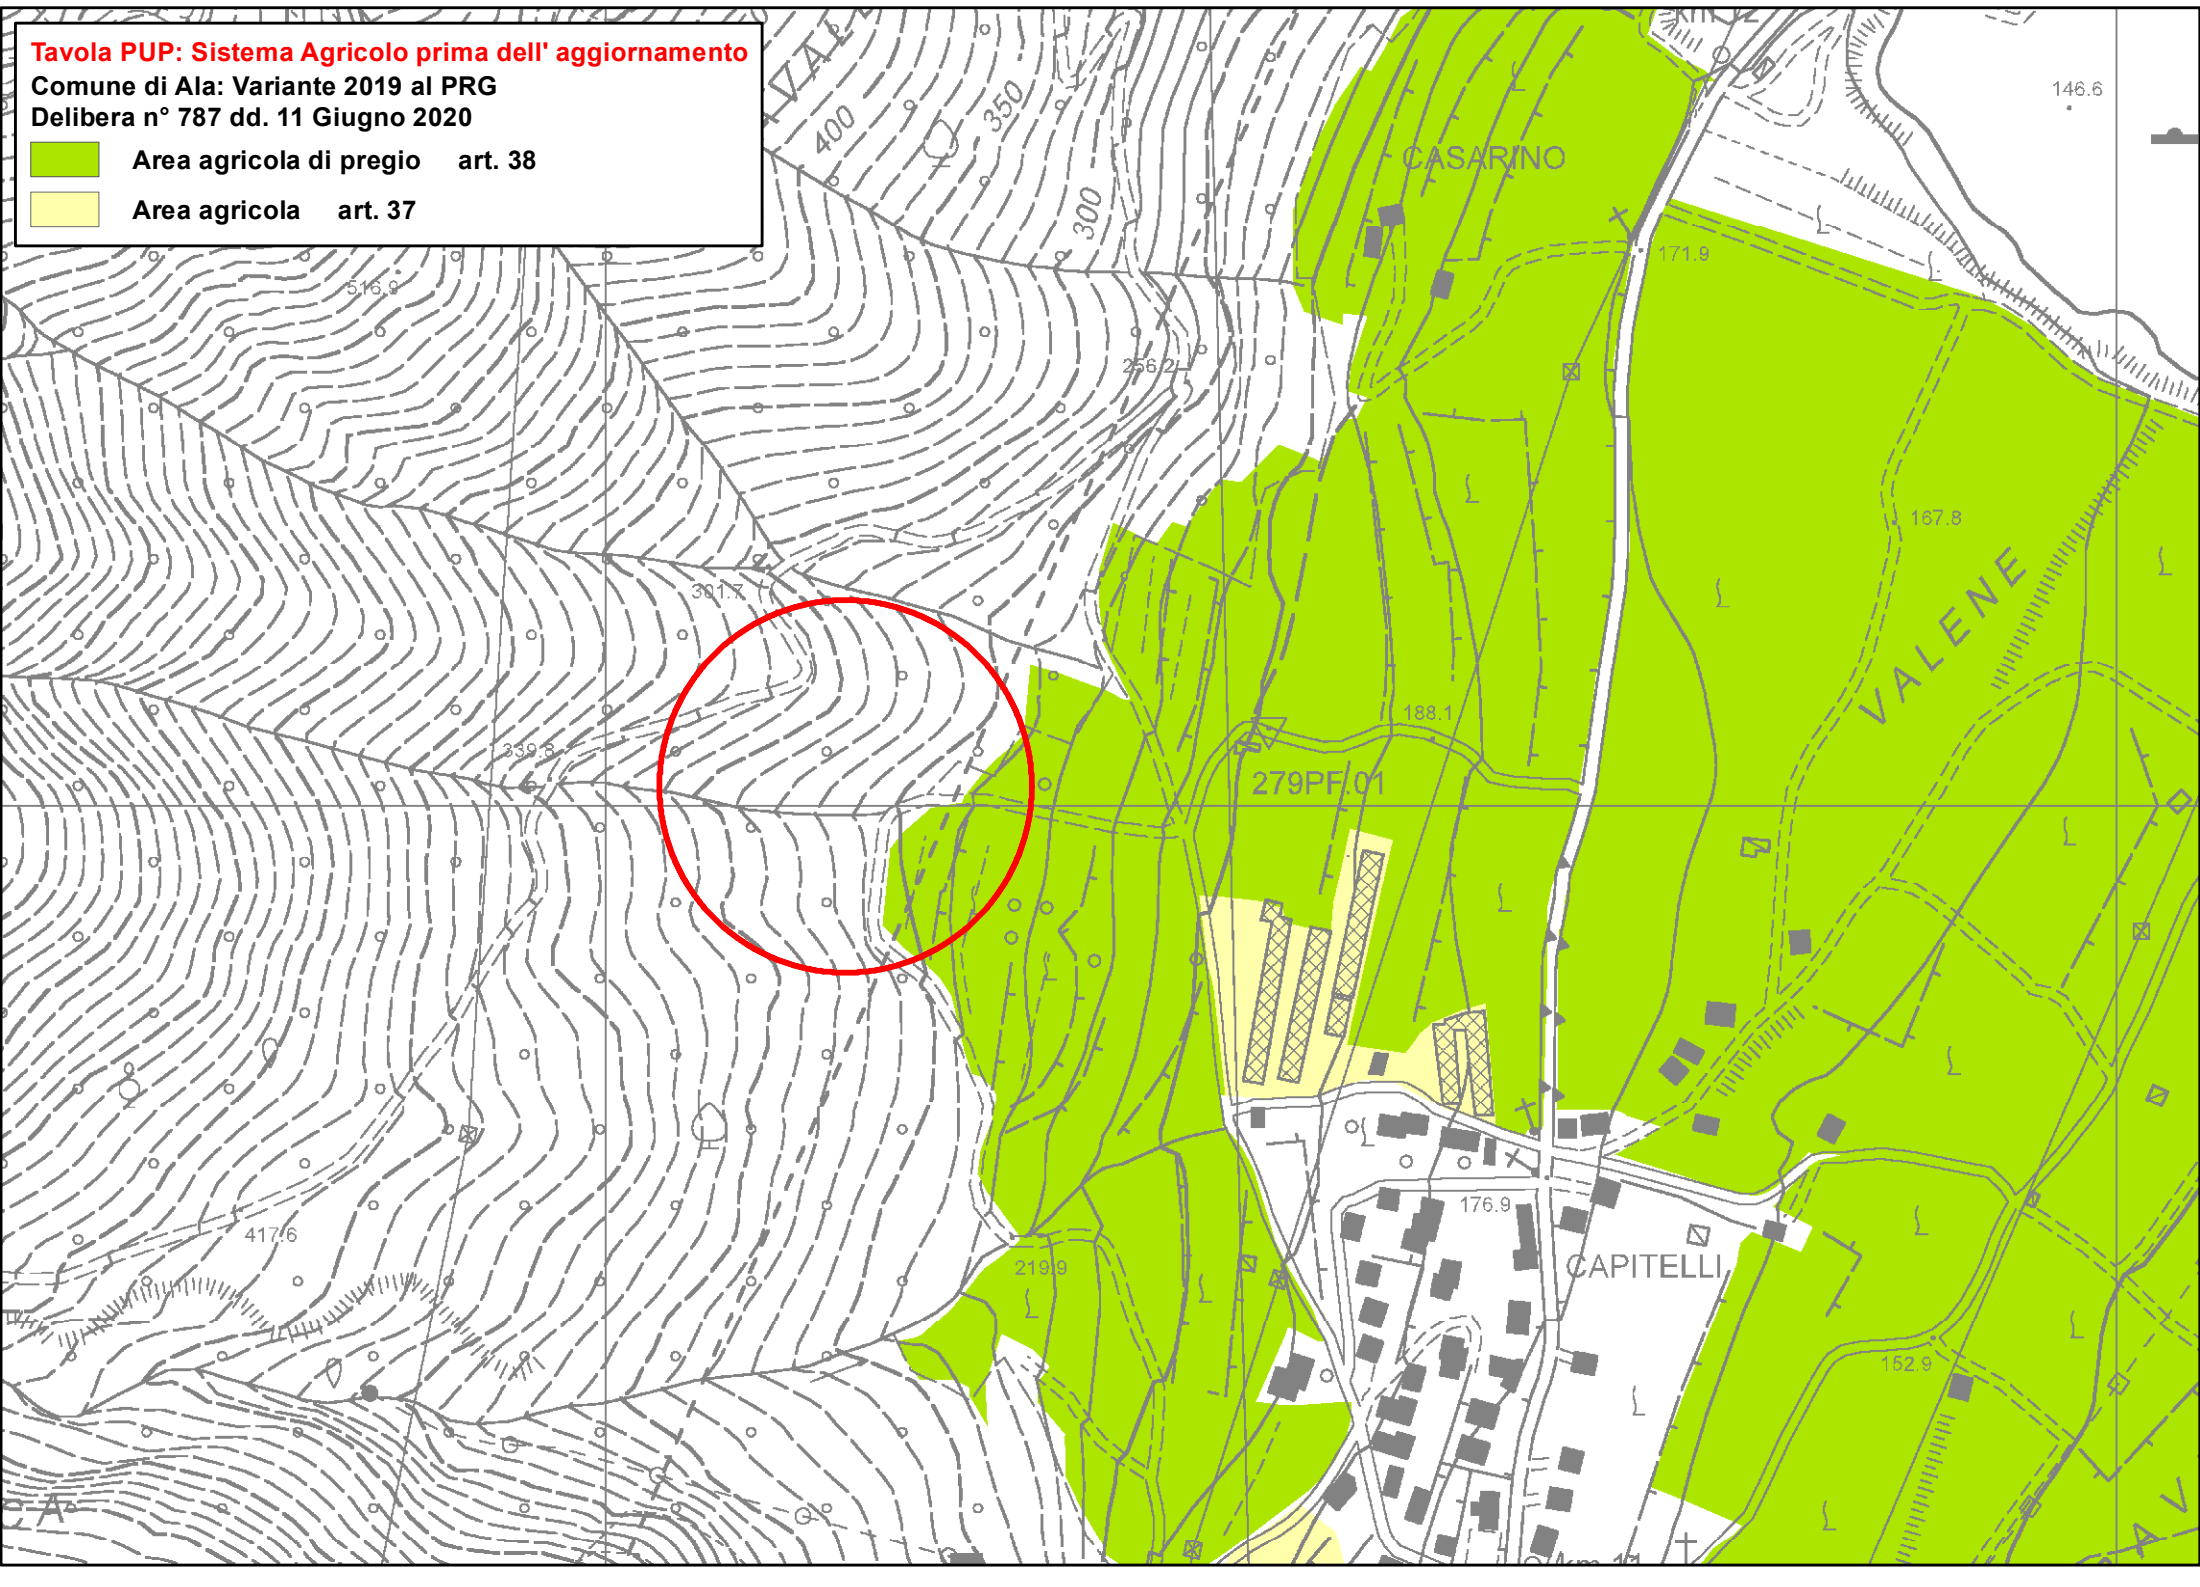 Tavola PUP: Sistema Agricolo prima dell' aggiornamento
Comune di Ala: Variante 2019 al PRG
Delibera n° 787 dd. 11 Giugno 2020
Area agricola di pregio art. 38
Area agricola art. 37
VAL
400
350
300
146.6
CASARINO
171.9
516.9
256.2
167.8
VALENE
301.7
188.1
339.8
279PF.01
176.9
417.6
219.9
CAPITELLI
152.9
A
A V